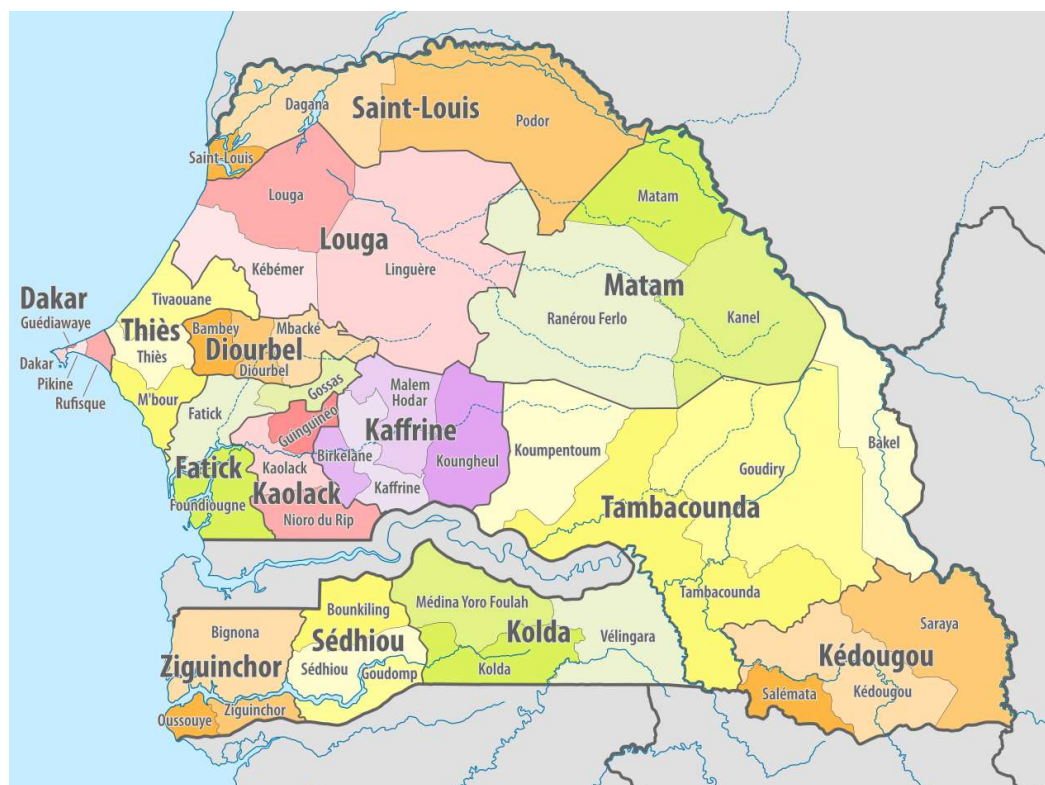 Saint-Louis
Dagana
Podor
Saint-Louis
Louga
Matam
Louga
Kébémer
Linguère
Matam
Tivaouane
Ranérou Ferlo
Kanel
Dakar
Guédiawaye
Thiès
Thiès
Bambey
Mbacké
Diourbel
Diourbel
Dakar
Pikine
Rufisque
M'bour
Gossas
Malem
Hodar
Fatick
Guinguinéo
Kaffrine
Birkelane
Koungheul
Koumpentoum
Goudiry
Bakel
Fatick
Kaolack
Kaolack
Kaffrine
Foundiougne
Nioro du Rip
Tambacounda
Tambacounda
Bounkiling
Médina Yoro Foulah
Bignona
Sédhiou
Kolda
Vélingara
Saraya
Ziguinchor
Sédhiou
Goudomp
Kolda
Kédougou
Salémata
Kédougou
Oussouye
Ziguinchor